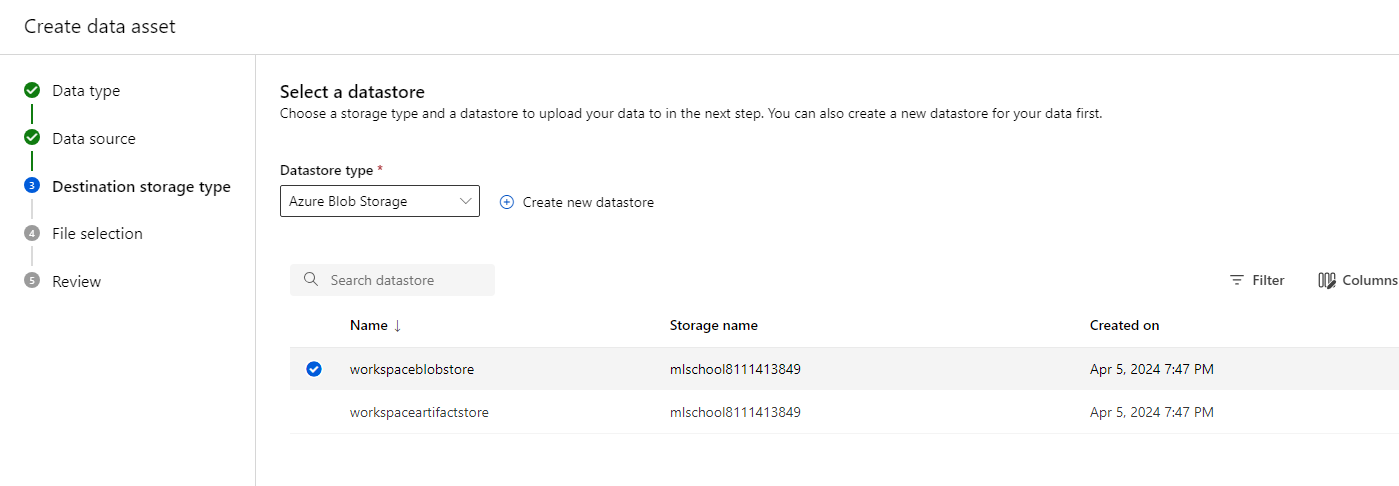 Create data asset
Data type
Data source
3 Destination storage type
4 File selection
5 Review
Select a datastore
Choose a storage type and a datastore to upload your data to in the next step. You can also create a new datastore for your data first.
Datastore type *
Azure Blob Storage
Create new datastore
Search datastore
Filter
Columns
Name ↓ Storage name Created on
workspaceblobstore mlschool8111413849 Apr 5, 2024 7:47 PM
workspaceartifactstore mlschool8111413849 Apr 5, 2024 7:47 PM